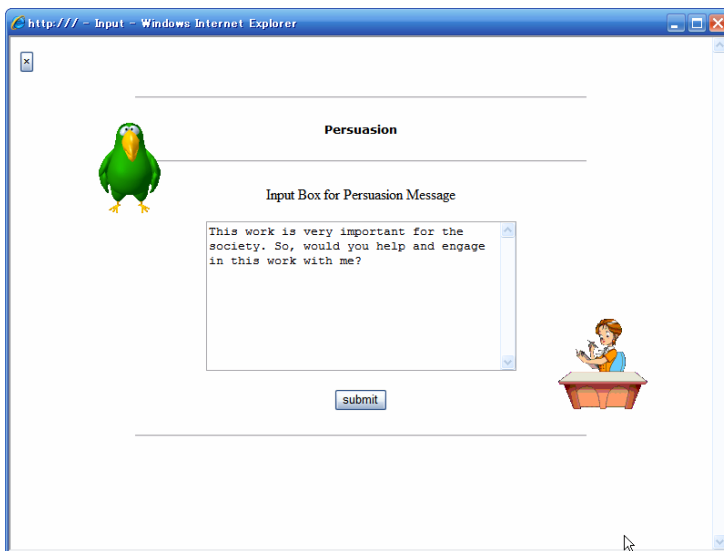 http:/// - Input - Windows Internet Explorer
Persuasion
Input Box for Persuasion Message
This work is very important for the
society. So, would you help and engage
in this work with me?
submit